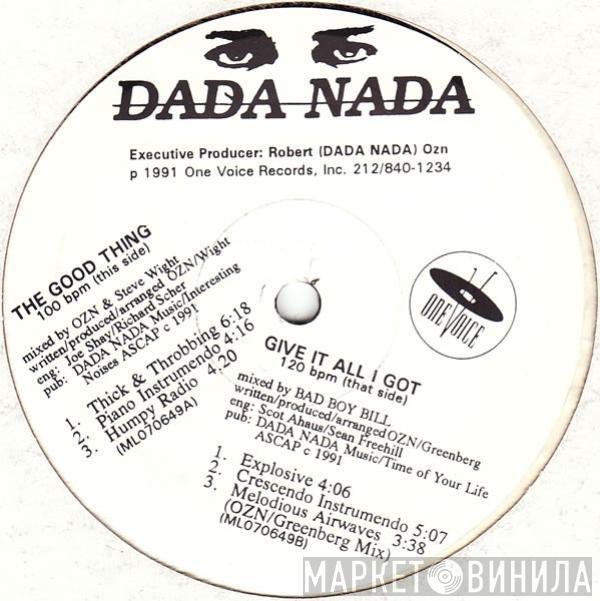 DADA NADA
Executive Producer: Robert (DADA NADA) Ozn
p 1991 One Voice Records, Inc. 212/840-1234
THE GOOD THING
100 bpm (this side)
mixed by OZN & Steve Wight
written/produced/arranged OZN/Wight
eng: Joe Shay/Richard Scher
pub: DADA NADA Music/Interesting
Noises ASCAP c 1991
1. Thick & Throbbing 6:18
2. Piano Instrumendo 4:16
3. Humpy Radio 4:20
(ML070649A)
ONE VOICE
GIVE IT ALL I GOT
120 bpm (that side)
mixed by BAD BOY BILL
written/produced/arrangedOZN/Greenberg
eng: Scot Ahaus/Sean Freehill
pub: DADA NADA Music/Time of Your Life
ASCAP c 1991
1. Explosive 4:06
2. Crescendo Instrumendo 5:07
3. Melodious Airwaves 3:38
(OZN/Greenberg Mix)
(ML070649B)
МАРКЕТ ВИНИЛА